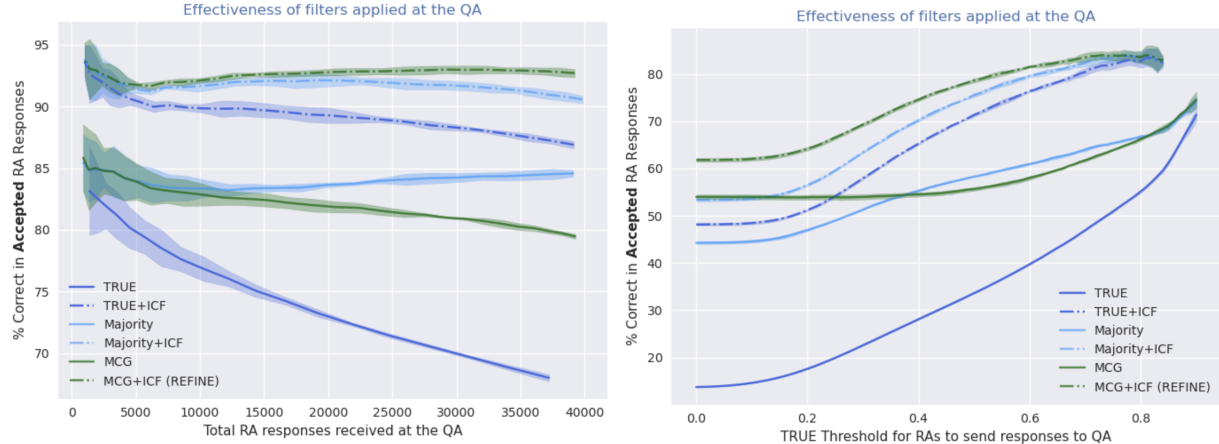 Effectiveness of filters applied at the QA
% Correct in Accepted RA Responses
95
90
85
80
75
70
TRUE
TRUE+ICF
Majority
Majority+ICF
MCG
MCG+ICF (REFINE)
0 5000 10000 15000 20000 25000 30000 35000 40000
Total RA responses received at the QA
Effectiveness of filters applied at the QA
% Correct in Accepted RA Responses
80
70
60
50
40
30
20
TRUE
TRUE+ICF
Majority
Majority+ICF
MCG
MCG+ICF (REFINE)
0.0 0.2 0.4 0.6 0.8
TRUE Threshold for RAs to send responses to QA